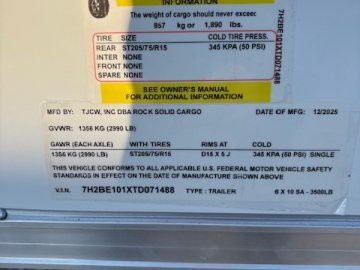 The weight of cargo should never exceed
857 kg or 1,890 lbs.
TIRE SIZE COLD TIRE PRESS.
REAR ST205/75/R15 345 KPA (50 PSI)
INTER NONE
FRONT NONE
SPARE NONE
7H2BE101XTD071488
SEE OWNER'S MANUAL
FOR ADDITIONAL INFORMATION
MFD BY: TJCW, INC DBA ROCK SOLID CARGO DATE OF MFG: 12/2025
GVWR: 1356 KG (2990 LB)
GAWR (EACH AXLE) WITH TIRES RIMS COLD
1356 KG (2990 LB) ST205/75/R15 D15 X 5 J 345 KPA (50 PSI) SINGLE
THIS VEHICLE CONFORMS TO ALL APPLICABLE U.S. FEDERAL MOTOR VEHICLE SAFETY
STANDARDS IN EFFECT ON THE DATE OF MANUFACTURE SHOWN ABOVE
V.I.N. 7H2BE101XTD071488 TYPE : TRAILER 6 X 10 SA - 3500LB